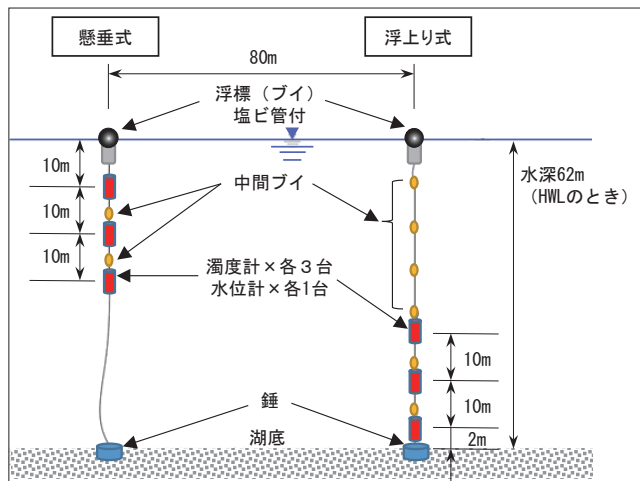 懸垂式
浮上り式
80m
浮標（ブイ）
塩ビ管付
10m
10m
10m
中間ブイ
水深62m
（HWLのとき）
濁度計×各３台
水位計×各1台
10m
10m
2m
錘
湖底